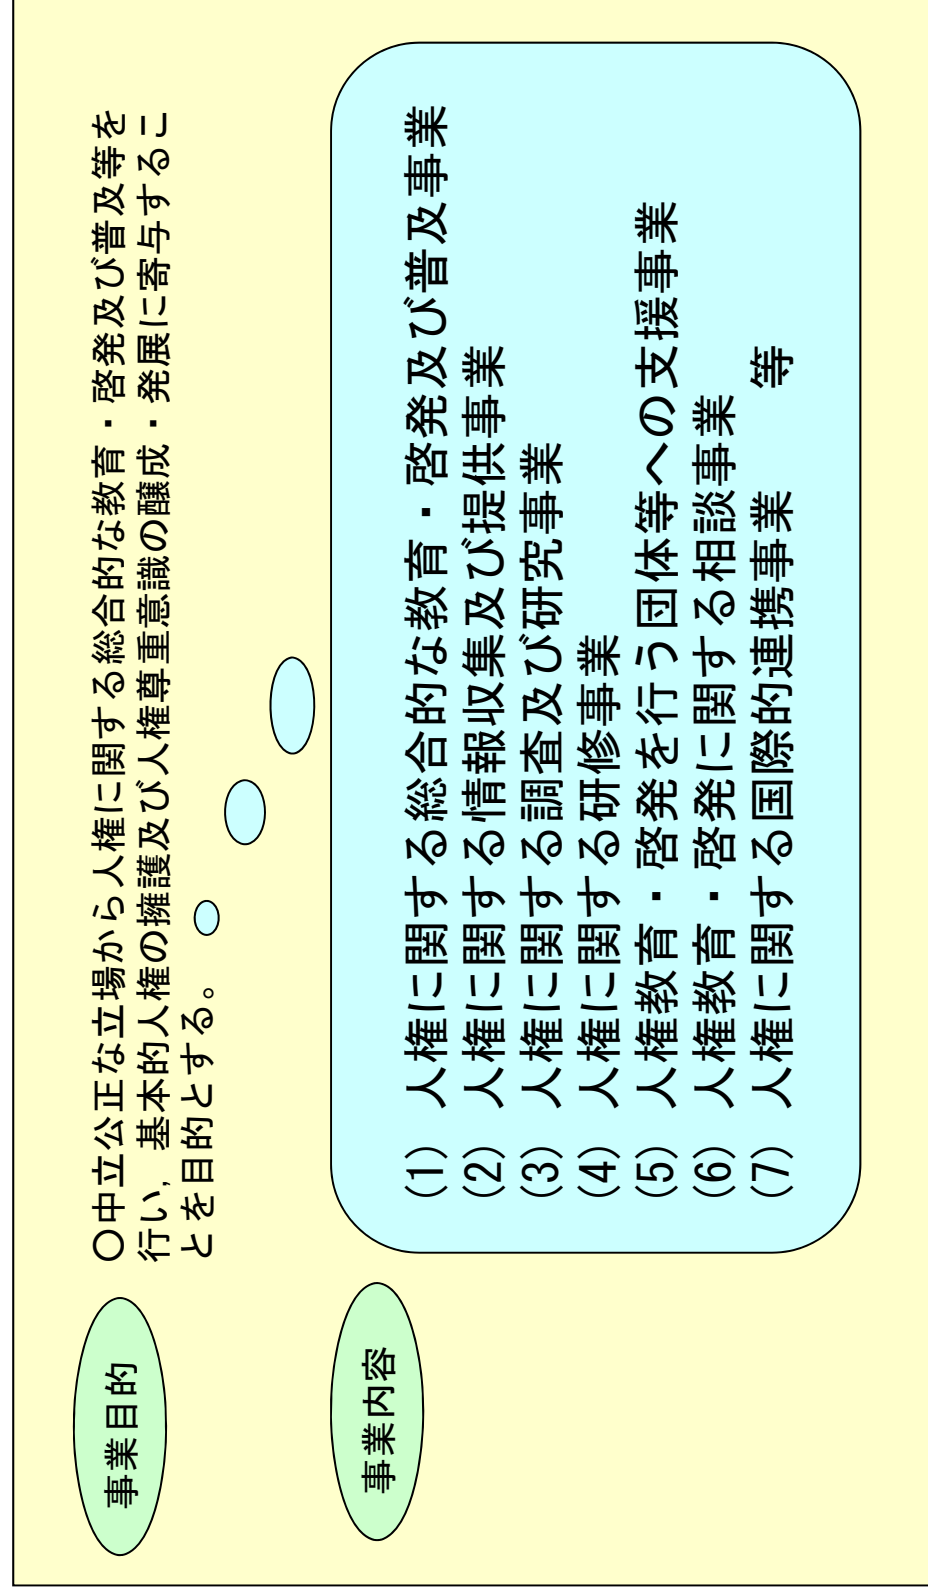 事業目的
○中立公正な立場から人権に関する総合的な教育・啓発及び普及等を
行い，基本的人権の擁護及び人権尊重意識の醸成・発展に寄与するこ
とを目的とする。
事業内容
(1) 人権に関する総合的な教育・啓発及び普及事業
(2) 人権に関する情報収集及び提供事業
(3) 人権に関する調査及び研究事業
(4) 人権に関する研修事業
(5) 人権教育・啓発を行う団体等への支援事業
(6) 人権教育・啓発に関する相談事業
(7) 人権に関する国際的連携事業　　等